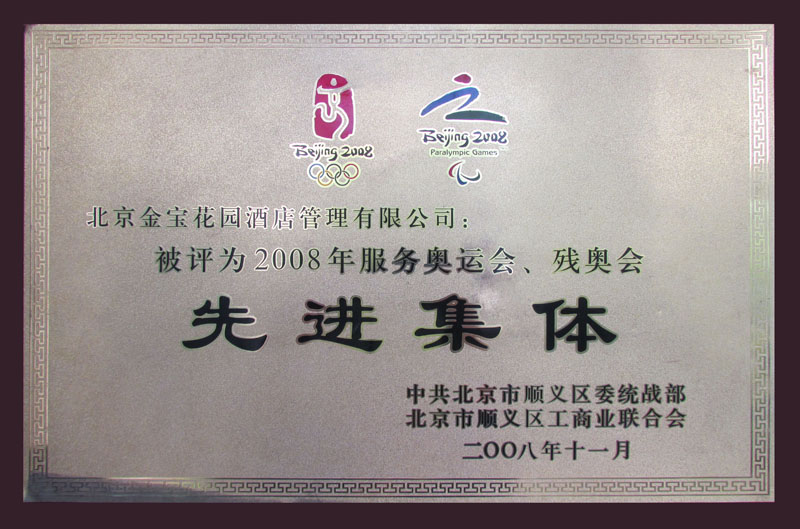 Beijing 2008
Beijing 2008
Paralympic Games
北京金宝花园酒店管理有限公司：
被评为2008年服务奥运会、残奥会
先进集体
中共北京市顺义区委统战部
北京市顺义区工商业联合会
二OO八年十一月